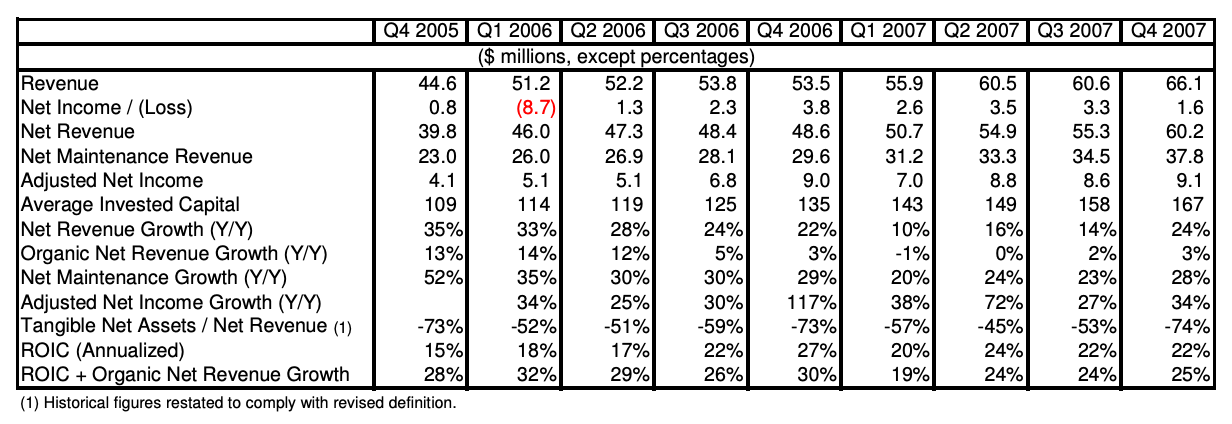 Q4 2005 Q1 2006 Q2 2006 Q3 2006 Q4 2006 Q1 2007 Q2 2007 Q3 2007 Q4 2007
($ millions, except percentages)
Revenue 44.6 51.2 52.2 53.8 53.5 55.9 60.5 60.6 66.1
Net Income / (Loss) 0.8 (8.7) 1.3 2.3 3.8 2.6 3.5 3.3 1.6
Net Revenue 39.8 46.0 47.3 48.4 48.6 50.7 54.9 55.3 60.2
Net Maintenance Revenue 23.0 26.0 26.9 28.1 29.6 31.2 33.3 34.5 37.8
Adjusted Net Income 4.1 5.1 5.1 6.8 9.0 7.0 8.8 8.6 9.1
Average Invested Capital 109 114 119 125 135 143 149 158 167
Net Revenue Growth (Y/Y) 35% 33% 28% 24% 22% 10% 16% 14% 24%
Organic Net Revenue Growth (Y/Y) 13% 14% 12% 5% 3% -1% 0% 2% 3%
Net Maintenance Growth (Y/Y) 52% 35% 30% 30% 29% 20% 24% 23% 28%
Adjusted Net Income Growth (Y/Y) 34% 25% 30% 117% 38% 72% 27% 34%
Tangible Net Assets / Net Revenue (1) -73% -52% -51% -59% -73% -57% -45% -53% -74%
ROIC (Annualized) 15% 18% 17% 22% 27% 20% 24% 22% 22%
ROIC + Organic Net Revenue Growth 28% 32% 29% 26% 30% 19% 24% 24% 25%
(1) Historical figures restated to comply with revised definition.